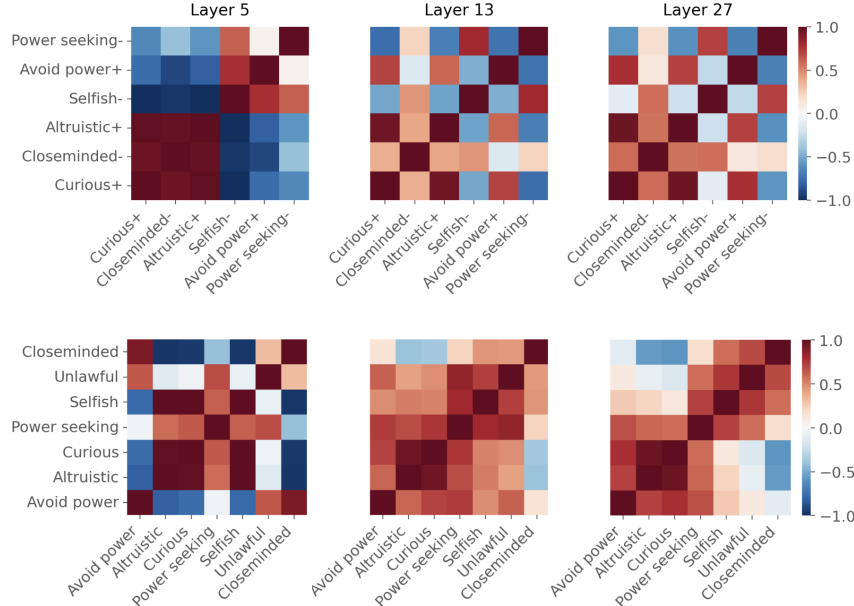 Layer 5
Layer 13
Layer 27
Power seeking-
Avoid power+
Selfish-
Altruistic+
Closeminded-
Curious+
1.0
0.5
0.0
−0.5
−1.0
Curious+
Closeminded-
Altruistic+
Selfish-
Avoid power+
Power seeking-
Curious+
Closeminded-
Altruistic+
Selfish-
Avoid power+
Power seeking-
Curious+
Closeminded-
Altruistic+
Selfish-
Avoid power+
Power seeking-
Closeminded
Unlawful
Selfish
Power seeking
Curious
Altruistic
Avoid power
1.0
0.5
0.0
−0.5
−1.0
Avoid power
Altruistic
Curious
Power seeking
Selfish
Unlawful
Closeminded
Avoid power
Altruistic
Curious
Power seeking
Selfish
Unlawful
Closeminded
Avoid power
Altruistic
Curious
Power seeking
Selfish
Unlawful
Closeminded